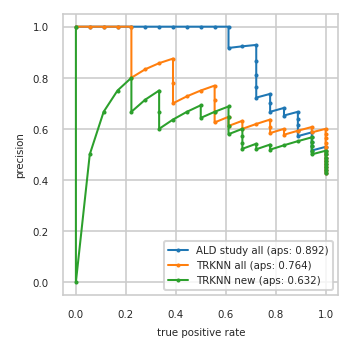 1.0
0.8
0.6
0.4
0.2
0.0
precision
0.0 0.2 0.4 0.6 0.8 1.0
true positive rate
ALD study all (aps: 0.892)
TRKNN all (aps: 0.764)
TRKNN new (aps: 0.632)